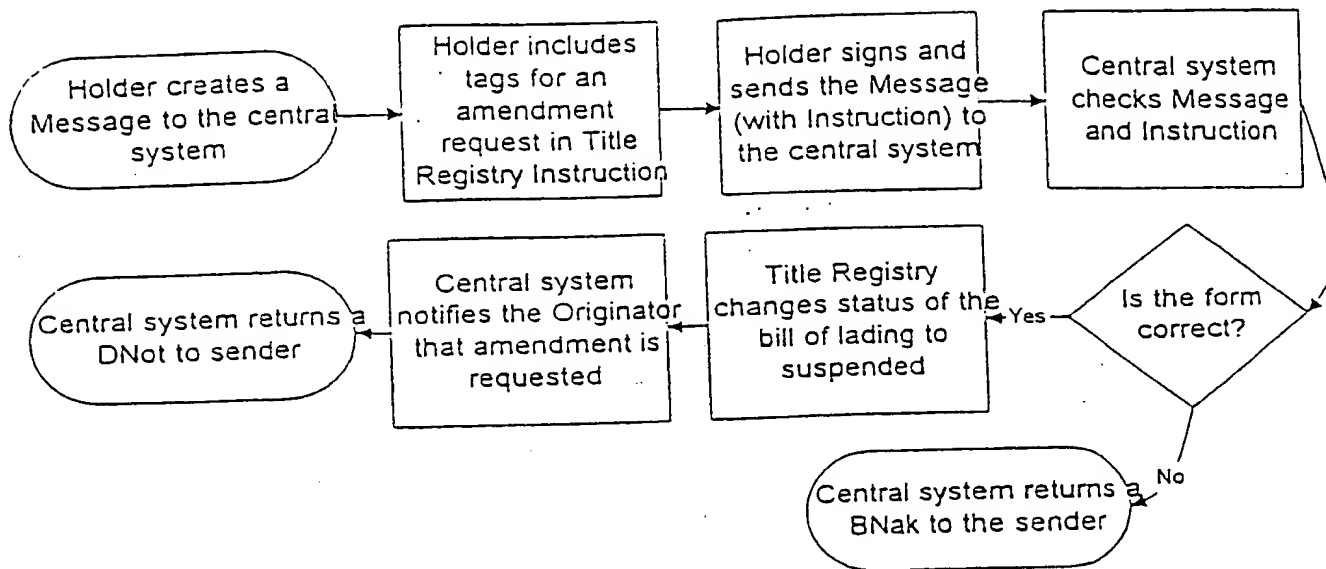 Holder creates a
Message to the central
system
Holder includes
tags for an
amendment
request in Title
Registry Instruction
Holder signs and
sends the Message
(with Instruction) to
the central system
Central system
checks Message
and Instruction
Is the form
correct?
Yes
Title Registry
changes status of the
bill of lading to
suspended
Central system
notifies the Originator
that amendment is
requested
Central system returns a
DNot to sender
No
Central system returns a
BNak to the sender